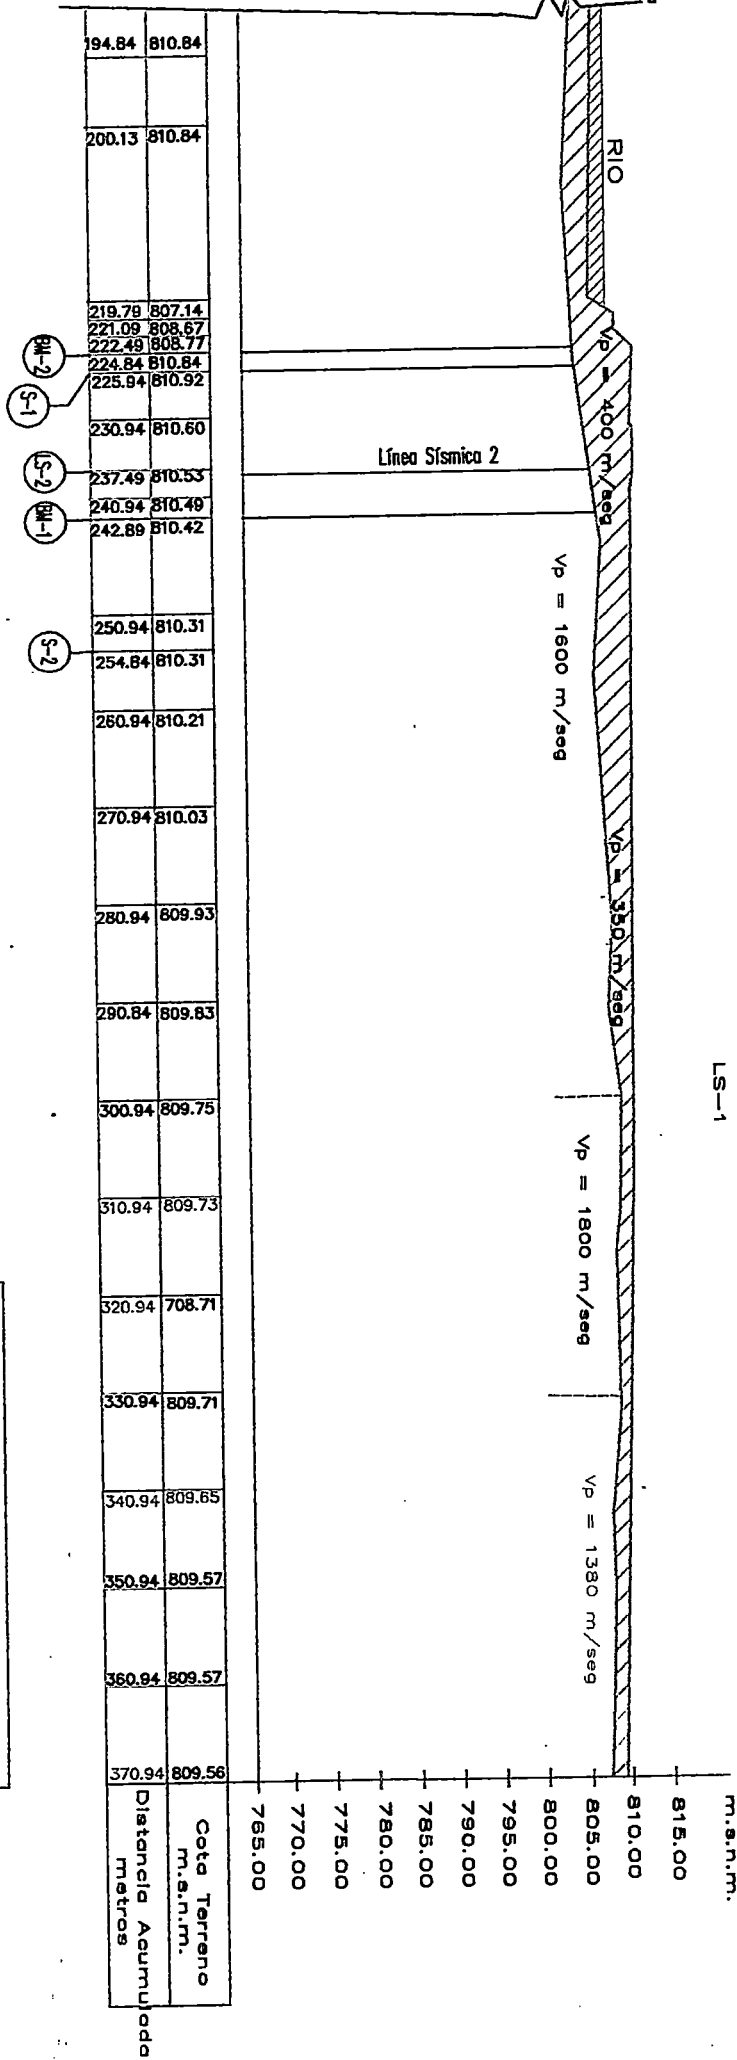 LS-1
m.s.n.m.
815.00
810.00
805.00
800.00
795.00
790.00
785.00
780.00
775.00
770.00
765.00
RIO
Vp = 400 m/seg
Vp = 350 m/seg
Vp = 1600 m/seg
Vp = 1800 m/seg
Vp = 1380 m/seg
Línea Sísmica 2
194.84 810.84
200.13 810.84
219.79 807.14
221.09 808.67
222.49 808.77
224.84 810.84
225.94 810.92
230.94 810.60
237.49 810.53
240.94 810.49
242.89 810.42
250.94 810.31
254.84 810.31
260.94 810.21
270.94 810.03
280.94 809.93
290.84 809.83
300.94 809.75
310.94 809.73
320.94 708.71
330.94 809.71
340.94 809.65
350.94 809.57
360.94 809.57
370.94 809.56
Cota Terreno
m.s.n.m.
Distancia Acumulada
metros
BW-2
S-1
LS-2
BW-1
S-2